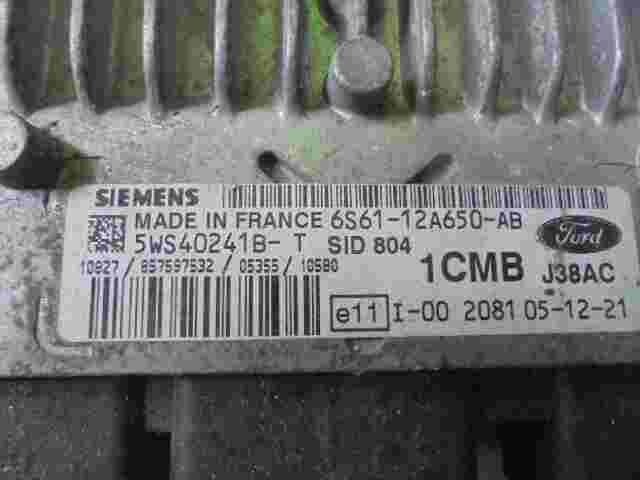 SIEMENS
MADE IN FRANCE 6S61-12A650-AB
Ford
5WS40241B-T SID 804
10827/857597532/05355/10580
1CMB J38AC
e11 I-00 2081 05-12-21